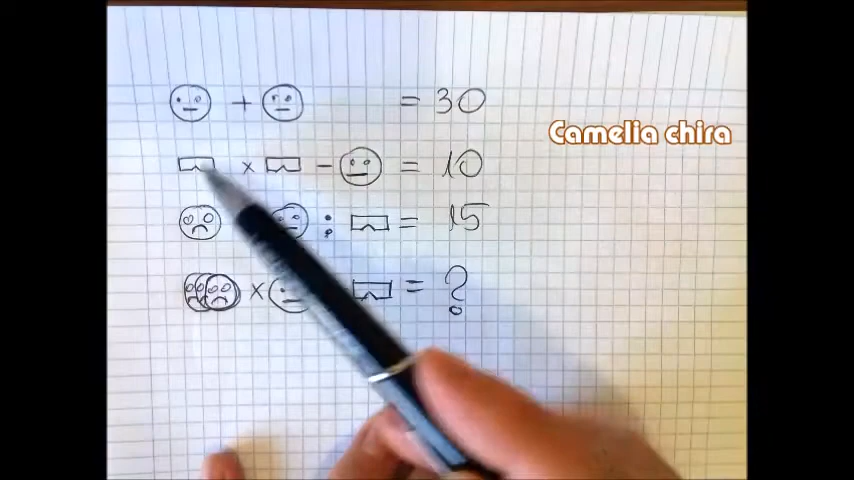 + = 30
x - = 10
: = 15
x = ?
Camelia chira